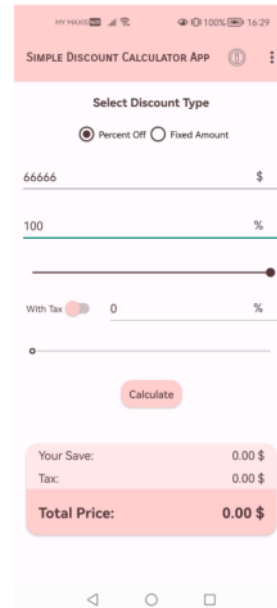 MY MAXIS 100% 16:29
SIMPLE DISCOUNT CALCULATOR APP
Select Discount Type
Percent Off Fixed Amount
66666 $
100 %
With Tax 0 %
Calculate
Your Save: 0.00 $
Tax: 0.00 $
Total Price: 0.00 $